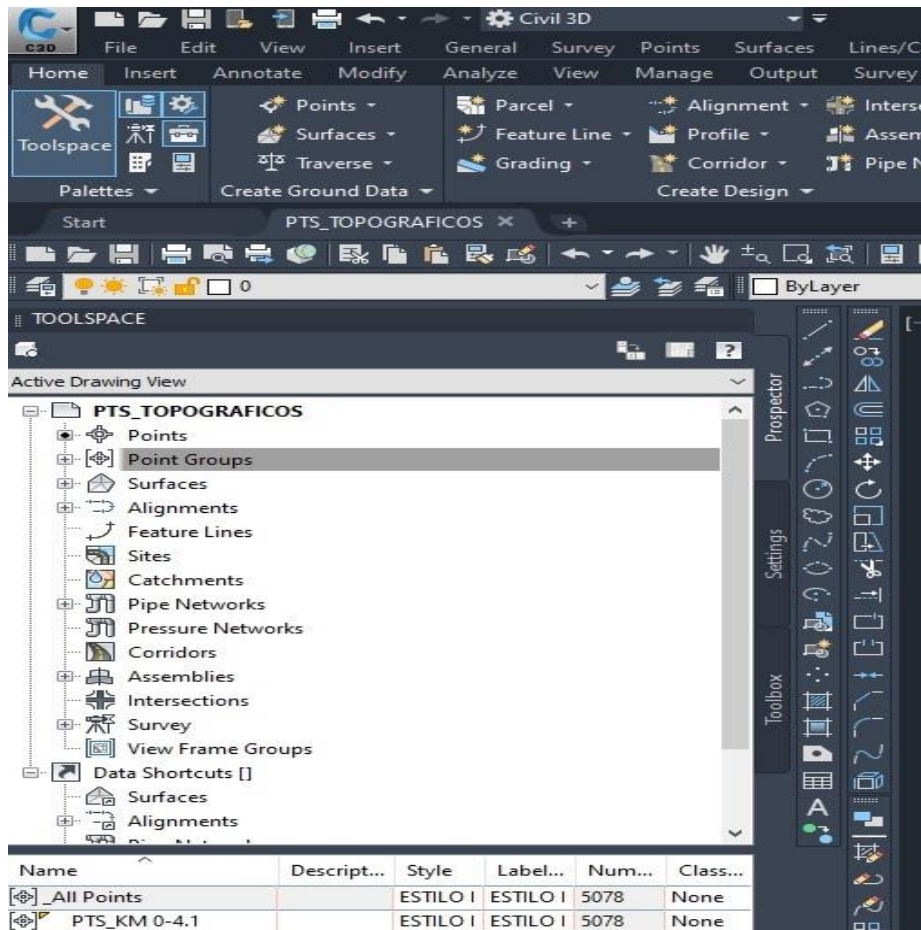 C3D
Civil 3D
File Edit View Insert General Survey Points Surfaces Lines/C
Home Insert Annotate Modify Analyze View Manage Output Survey
Toolspace
Points
Parcel
Alignment
Interse
Surfaces
Feature Line
Profile
Assem
Traverse
Grading
Corridor
Pipe N
Palettes
Create Ground Data
Create Design
Start
PTS_TOPOGRAFICOS
0
ByLayer
TOOLSPACE
Active Drawing View
PTS_TOPOGRAFICOS
Points
Point Groups
Surfaces
Alignments
Feature Lines
Sites
Catchments
Pipe Networks
Pressure Networks
Corridors
Assemblies
Intersections
Survey
View Frame Groups
Data Shortcuts []
Surfaces
Alignments
Prospector
Settings
Toolbox
Name Descript... Style Label... Num... Class...
_All Points ESTILO I ESTILO I 5078 None
PTS_KM 0-4.1 ESTILO I ESTILO I 5078 None